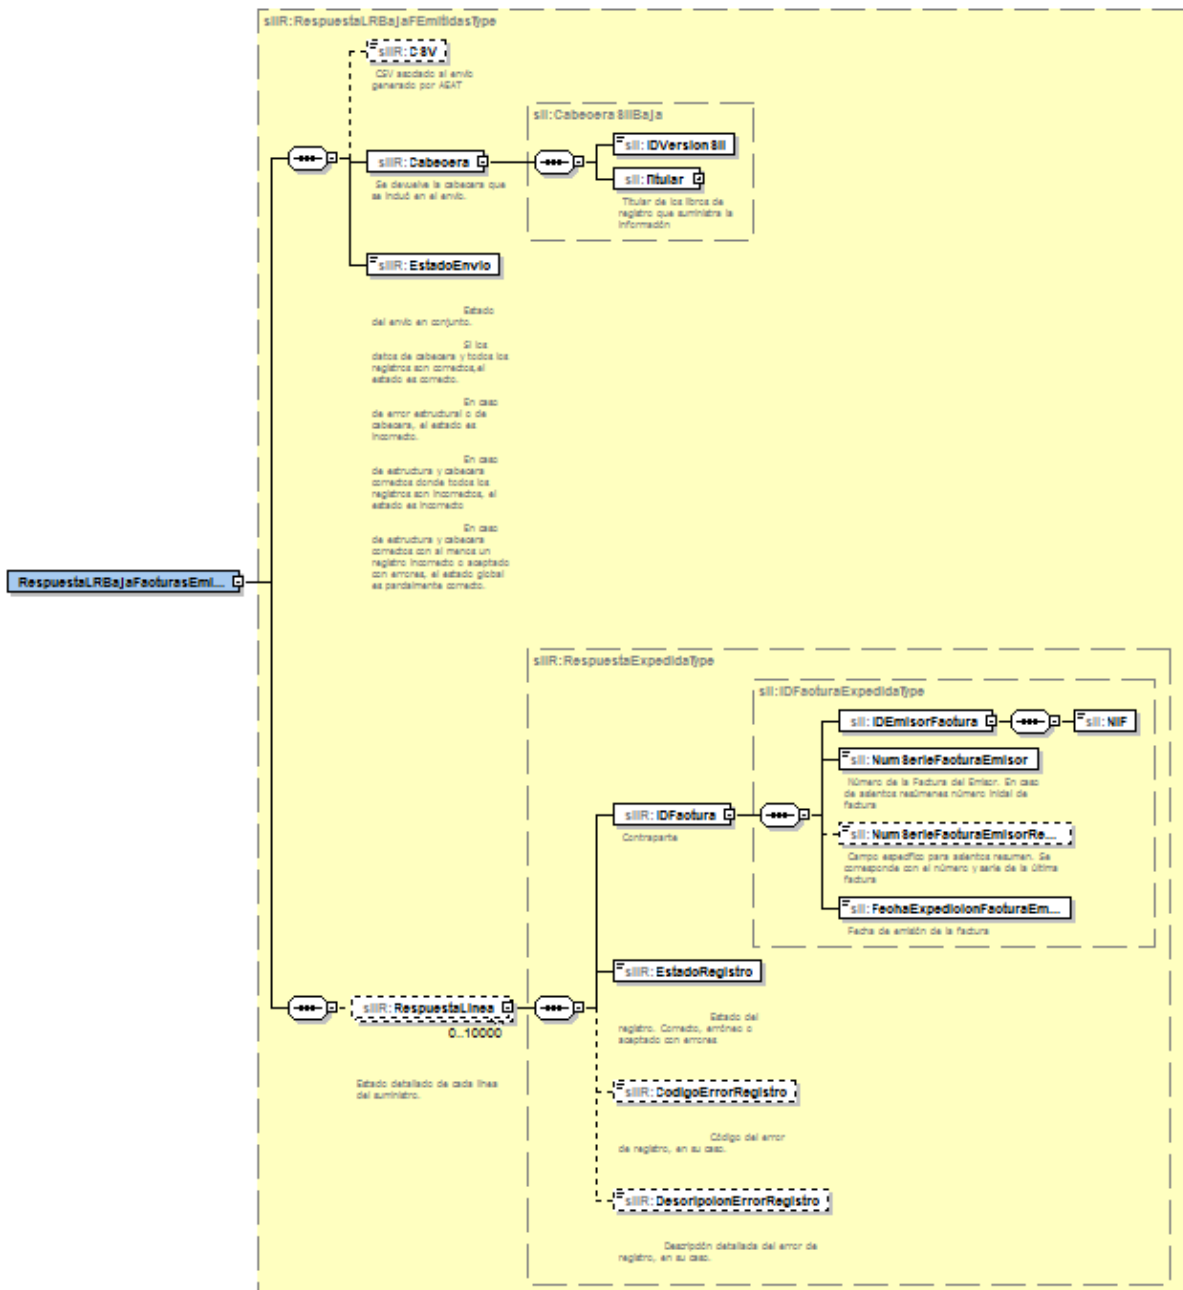 siiR:RespuestaLRBajaFEmitidasType
siiR:CSV
CSV asociado al envío
generado por AEAT
sii:CabeceraSiiBaja
sii:IDVersionSii
siiR:Cabecera
sii:Titular
Se devuelve la cabecera que
se incluó en el envío.
Titular de los libros de
registro que suministra la
información
siiR:EstadoEnvio
Estado
del envío en conjunto.
Si los
datos de cabecera y todos los
registros son correctos,el
estado es correcto.
En caso
de error estructural o de
cabecera, el estado es
incorrecto.
En caso
de estructura y cabecera
correctos donde todos los
registros son incorrectos, el
estado es incorrecto
En caso
de estructura y cabecera
correctos con al menos un
registro incorrecto o aceptado
con errores, el estado global
es parcialmente correcto.
RespuestaLRBajaFacturasEmi...
siiR:RespuestaExpedidaType
sii:IDFacturaExpedidaType
sii:IDEmisorFactura
sii:NIF
sii:NumSerieFacturaEmisor
Número de la Factura del Emisor. En caso
de asientos resúmenes número inicial de
factura
siiR:IDFactura
Contraparte
sii:NumSerieFacturaEmisorRe...
Campo específico para asientos resumen. Se
corresponde con el número y serie de la última
factura
sii:FechaExpedicionFacturaEm...
Fecha de emisión de la factura
siiR:EstadoRegistro
siiR:RespuestaLinea
0..10000
Estado del
registro. Correcto, erróneo o
aceptado con errores
Estado detallado de cada línea
del suministro.
siiR:CodigoErrorRegistro
Código del error
de registro, en su caso.
siiR:DescripcionErrorRegistro
Descripción detallada del error de
registro, en su caso.